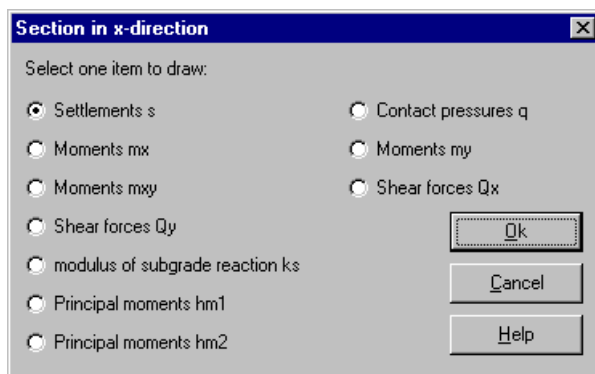 Section in x-direction
Select one item to draw:
Settlements s
Contact pressures q
Moments mx
Moments my
Moments mxy
Shear forces Qx
Shear forces Qy
modulus of subgrade reaction ks
Principal moments hm1
Principal moments hm2
Ok
Cancel
Help